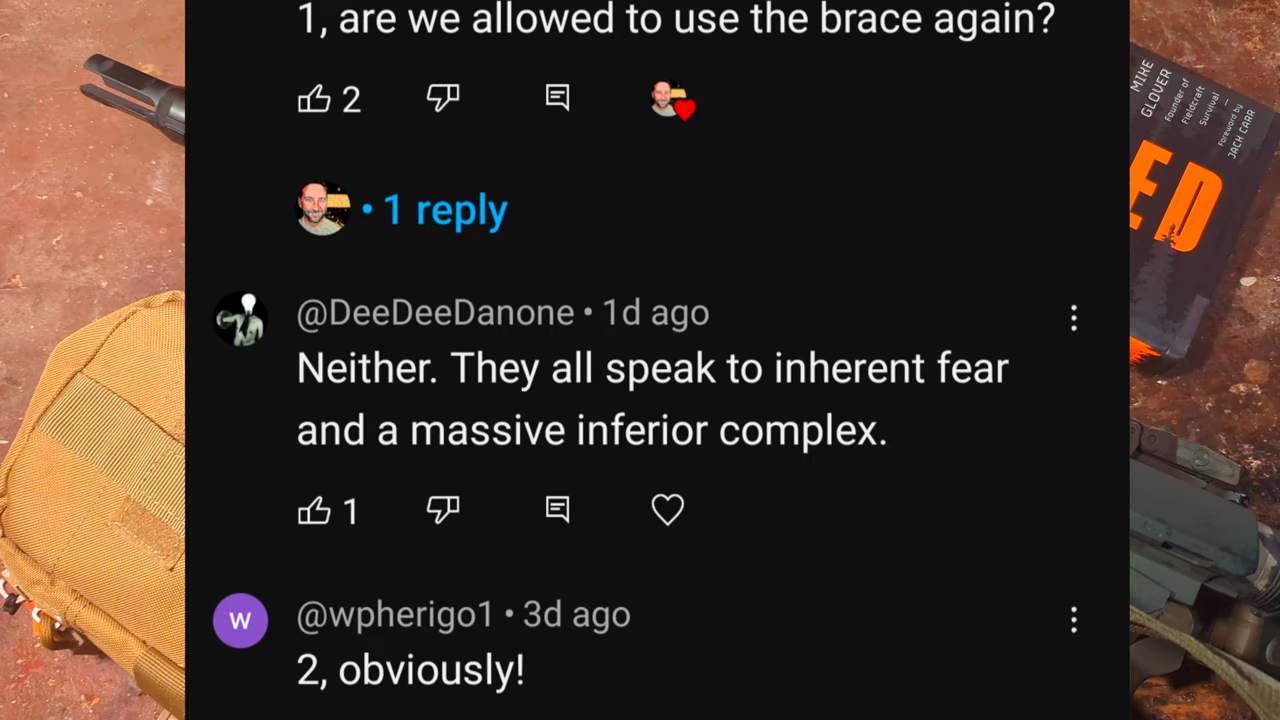 1, are we allowed to use the brace again?
2
• 1 reply
@DeeDeeDanone • 1d ago
Neither. They all speak to inherent fear
and a massive inferior complex.
1
W
@wpherigo1 • 3d ago
2, obviously!
MIKE
GLOVER
Founder of
Fieldcraft
Survival
—
Foreword by
JACK CARR
ED